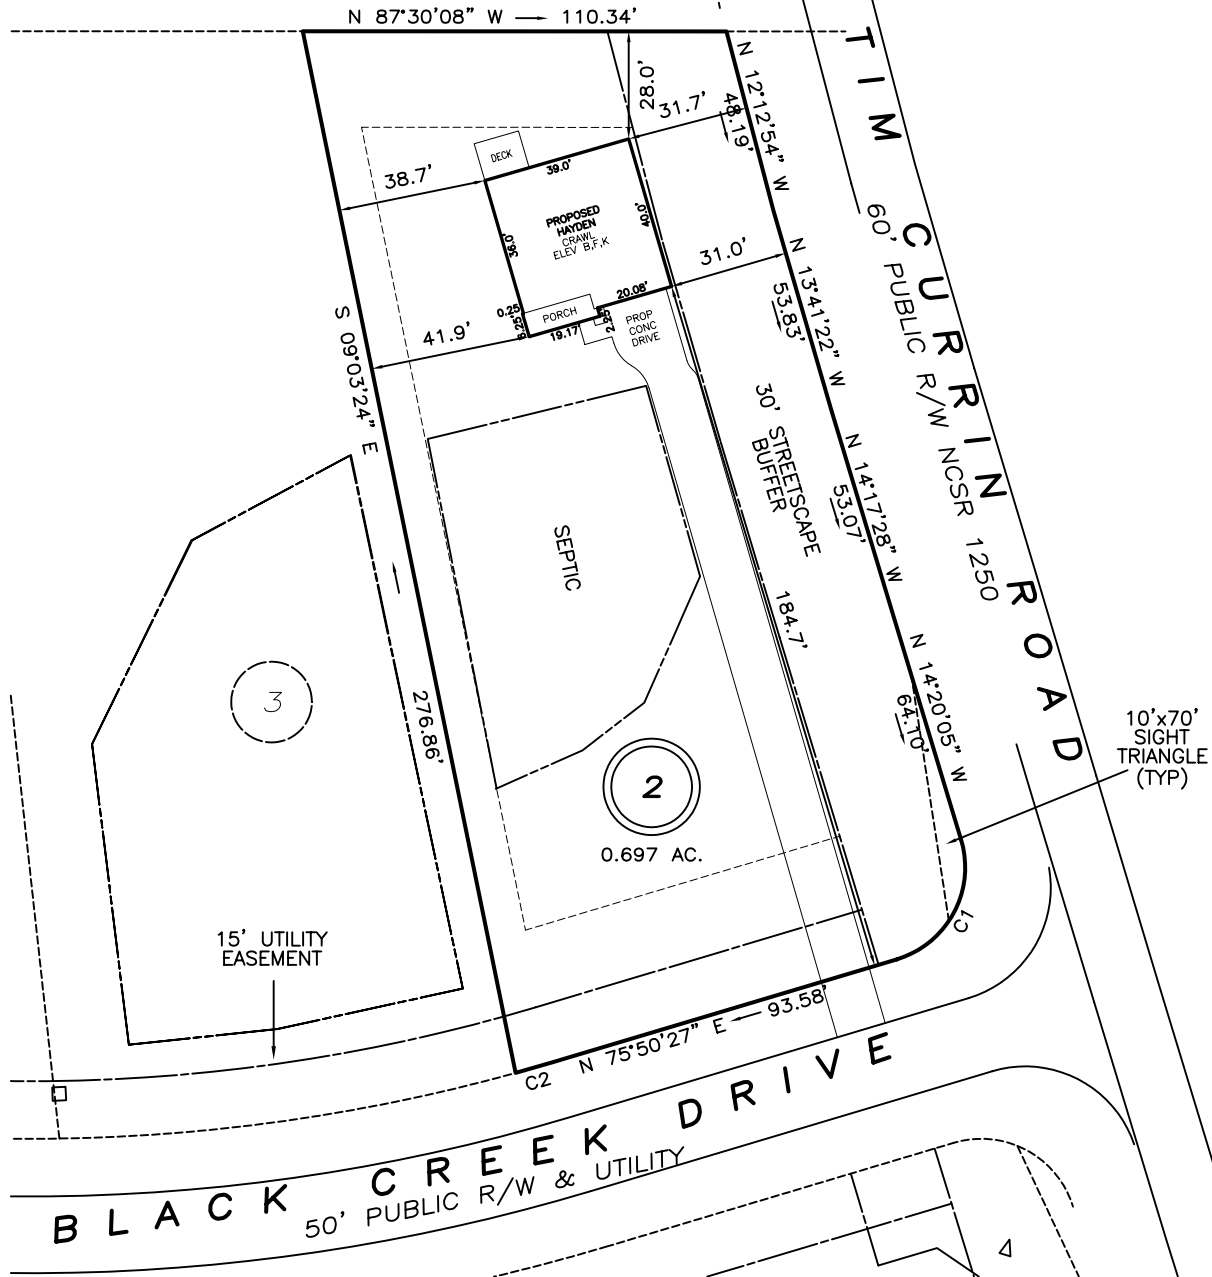 N 87°30'08" W 110.34'
TIM CURRIN ROAD
60' PUBLIC R/W NCSR 1250
N 12°12'54" W
48.19'
28.0'
31.7'
38.7'
DECK
39.0'
PROPOSED
HAYDEN
CRAWL
ELEV B,F,K
40.0'
36.0'
31.0'
N 13°41'22" W
53.83'
0.25
6.25'
PORCH
19.17'
2.25'
20.08'
PROP
CONC
DRIVE
41.9'
S 09°03'24" E
276.86'
30' STREETSCAPE
BUFFER
N 14°17'28" W
53.07'
SEPTIC
184.7'
N 14°20'05" W
64.10'
3
2
0.697 AC.
10'x70'
SIGHT
TRIANGLE
(TYP)
C1
15' UTILITY
EASEMENT
C2
N 75°50'27" E 93.58'
BLACK CREEK DRIVE
50' PUBLIC R/W & UTILITY